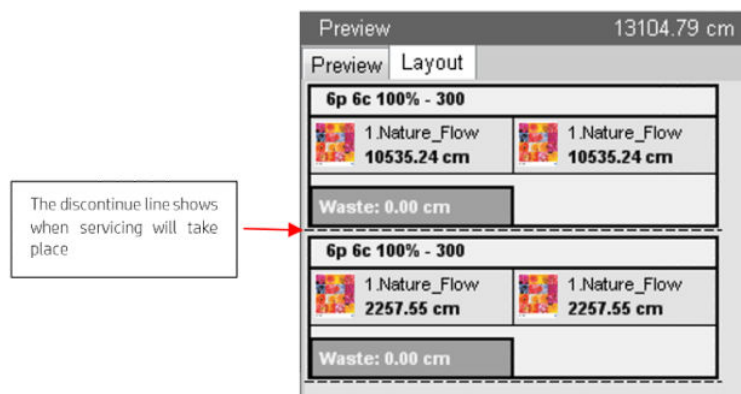 Preview 13104.79 cm
Preview Layout
6p 6c 100% - 300
1.Nature_Flow 1.Nature_Flow
10535.24 cm 10535.24 cm
Waste: 0.00 cm
The discontinue line shows
when servicing will take
place
6p 6c 100% - 300
1.Nature_Flow 1.Nature_Flow
2257.55 cm 2257.55 cm
Waste: 0.00 cm